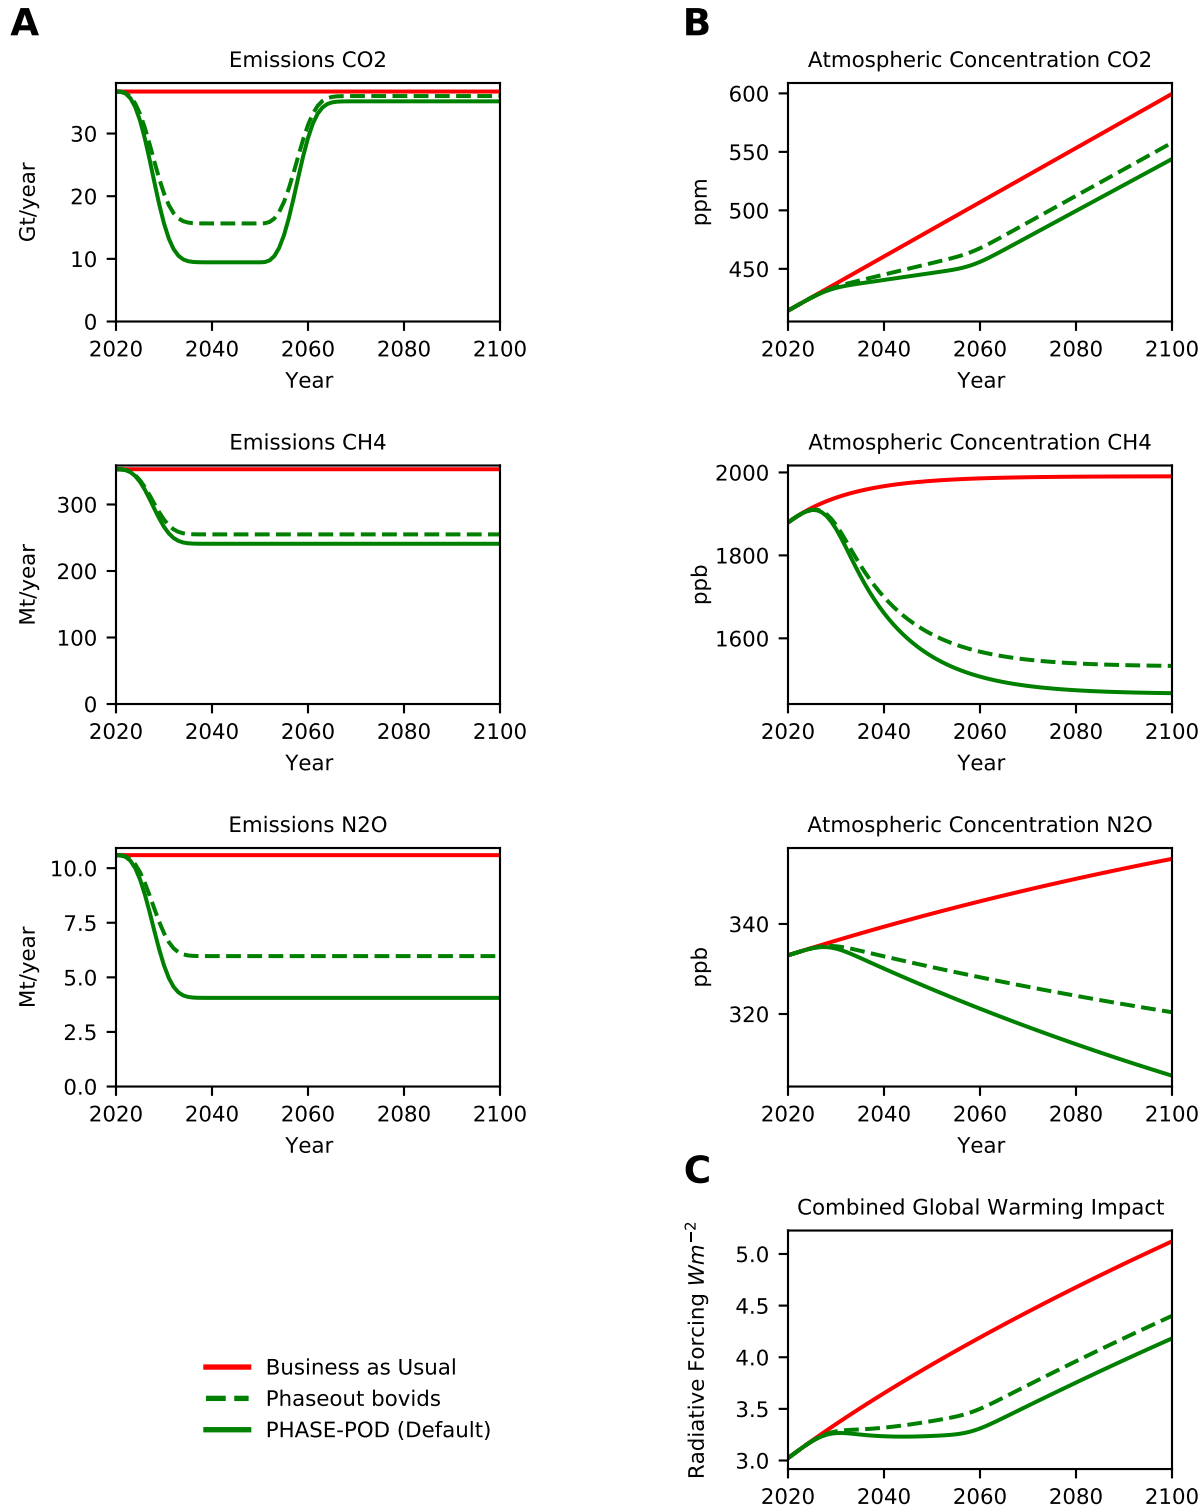 A
B
Emissions CO2
Gt/year
30
20
10
0
2020 2040 2060 2080 2100
Year
Atmospheric Concentration CO2
ppm
600
550
500
450
2020 2040 2060 2080 2100
Year
Emissions CH4
Mt/year
300
200
100
0
2020 2040 2060 2080 2100
Year
Atmospheric Concentration CH4
ppb
2000
1800
1600
2020 2040 2060 2080 2100
Year
Emissions N2O
Mt/year
10.0
7.5
5.0
2.5
0.0
2020 2040 2060 2080 2100
Year
Atmospheric Concentration N2O
ppb
340
320
2020 2040 2060 2080 2100
Year
C
Combined Global Warming Impact
Radiative Forcing Wm⁻²
5.0
4.5
4.0
3.5
3.0
2020 2040 2060 2080 2100
Business as Usual
Phaseout bovids
PHASE-POD (Default)